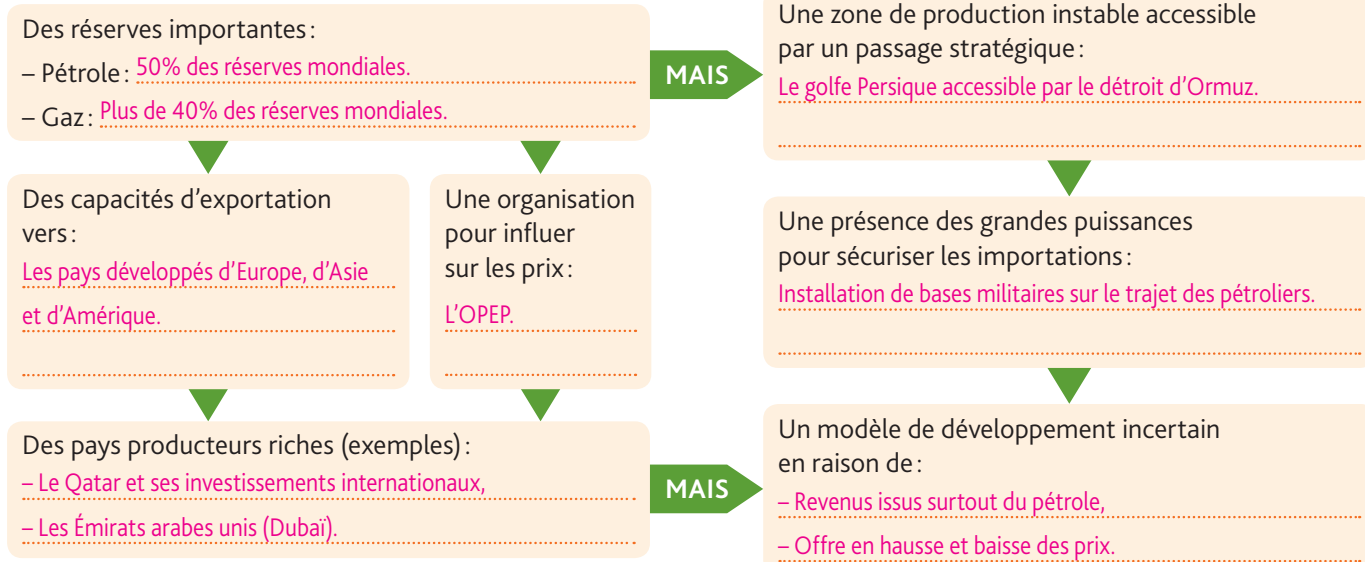 Des réserves importantes :
– Pétrole : 50% des réserves mondiales.
– Gaz : Plus de 40% des réserves mondiales.
MAIS
Une zone de production instable accessible
par un passage stratégique :
Le golfe Persique accessible par le détroit d'Ormuz.
Des capacités d'exportation
vers :
Les pays développés d'Europe, d'Asie
et d'Amérique.
Une organisation
pour influer
sur les prix :
L'OPEP.
Une présence des grandes puissances
pour sécuriser les importations :
Installation de bases militaires sur le trajet des pétroliers.
Des pays producteurs riches (exemples) :
– Le Qatar et ses investissements internationaux,
– Les Émirats arabes unis (Dubaï).
MAIS
Un modèle de développement incertain
en raison de :
– Revenus issus surtout du pétrole,
– Offre en hausse et baisse des prix.